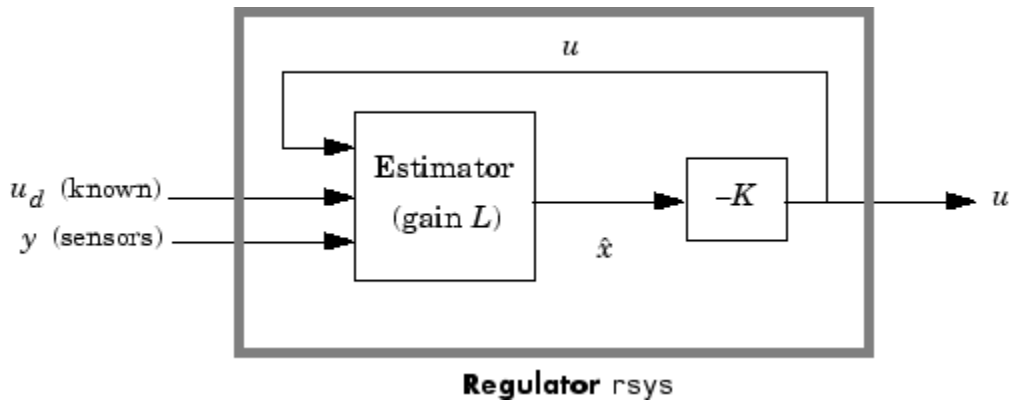 u
Estimator
(gain L)
u_d (known)
y (sensors)
–K
u
x̂
Regulator rsys